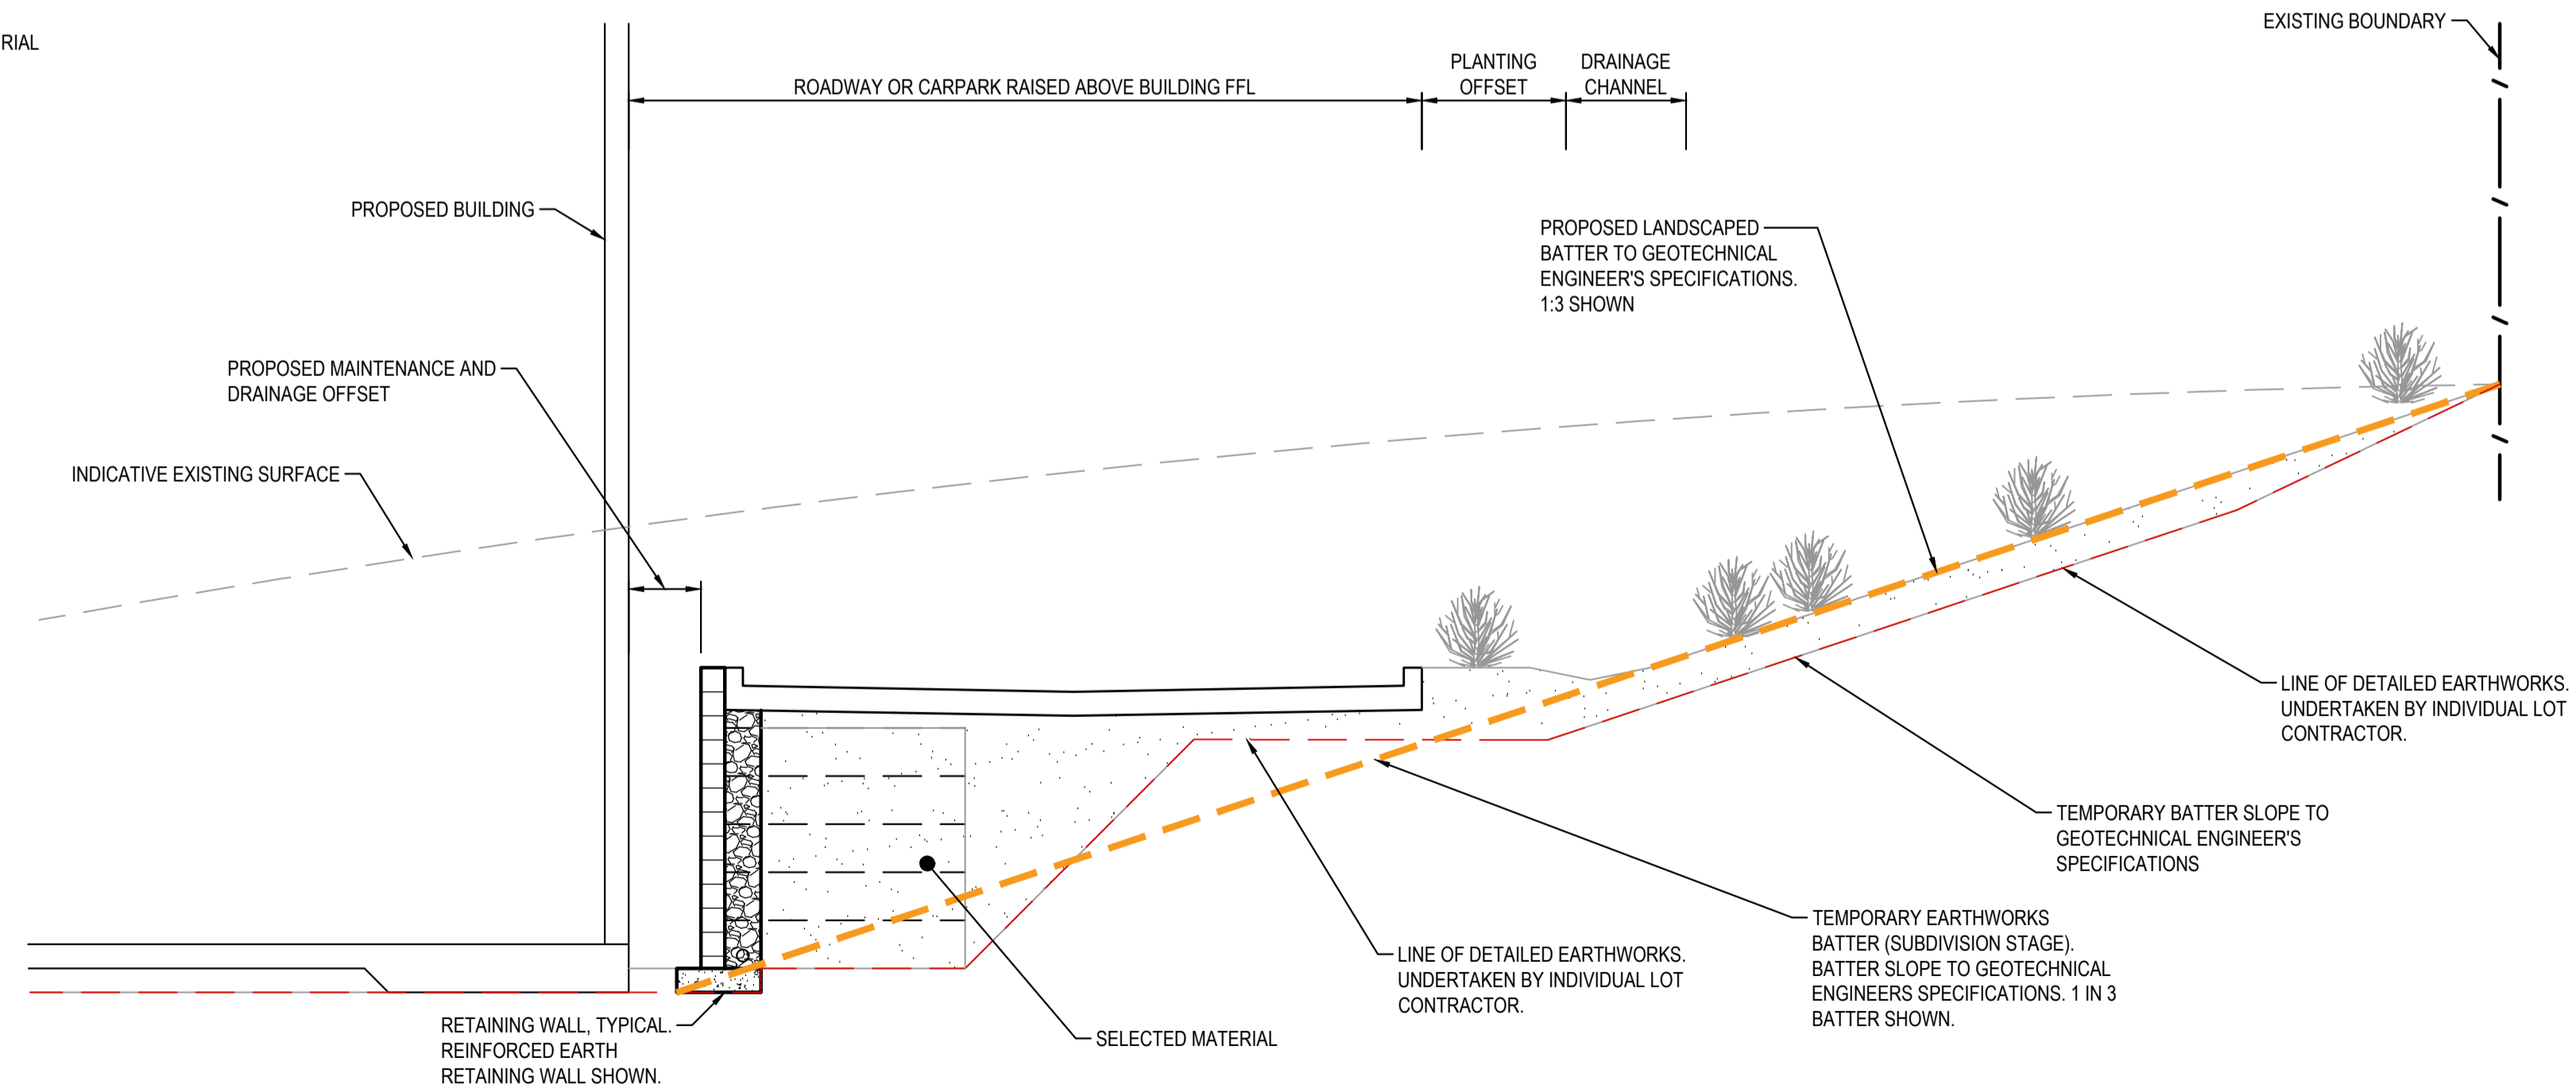 RIAL
EXISTING BOUNDARY
ROADWAY OR CARPARK RAISED ABOVE BUILDING FFL
PLANTING
OFFSET
DRAINAGE
CHANNEL
PROPOSED BUILDING
PROPOSED LANDSCAPED
BATTER TO GEOTECHNICAL
ENGINEER'S SPECIFICATIONS.
1:3 SHOWN
PROPOSED MAINTENANCE AND
DRAINAGE OFFSET
INDICATIVE EXISTING SURFACE
LINE OF DETAILED EARTHWORKS.
UNDERTAKEN BY INDIVIDUAL LOT
CONTRACTOR.
TEMPORARY BATTER SLOPE TO
GEOTECHNICAL ENGINEER'S
SPECIFICATIONS
TEMPORARY EARTHWORKS
BATTER (SUBDIVISION STAGE).
BATTER SLOPE TO GEOTECHNICAL
ENGINEERS SPECIFICATIONS. 1 IN 3
BATTER SHOWN.
LINE OF DETAILED EARTHWORKS.
UNDERTAKEN BY INDIVIDUAL LOT
CONTRACTOR.
SELECTED MATERIAL
RETAINING WALL, TYPICAL.
REINFORCED EARTH
RETAINING WALL SHOWN.